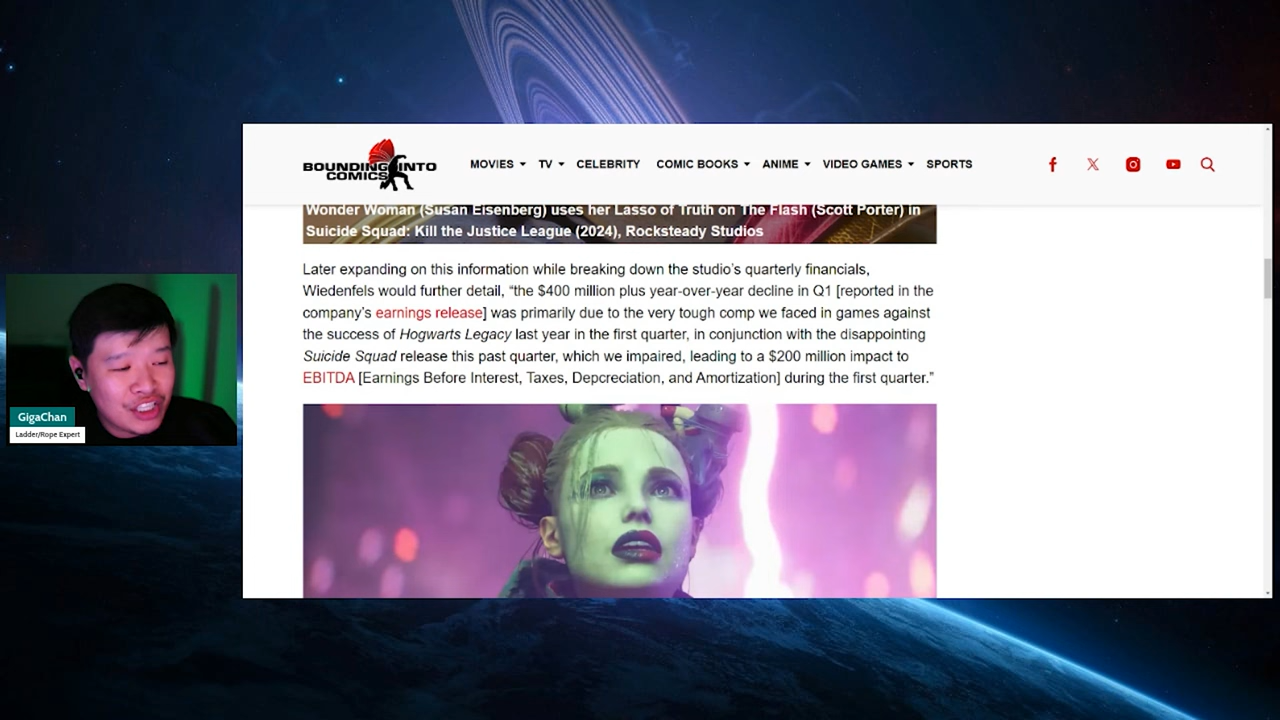 BOUNDING INTO
COMICS
MOVIES TV CELEBRITY COMIC BOOKS ANIME VIDEO GAMES SPORTS
Wonder Woman (Susan Eisenberg) uses her Lasso of Truth on The Flash (Scott Porter) in
Suicide Squad: Kill the Justice League (2024), Rocksteady Studios
Later expanding on this information while breaking down the studio’s quarterly financials,
Wiedenfels would further detail, “the $400 million plus year-over-year decline in Q1 [reported in the
company’s earnings release] was primarily due to the very tough comp we faced in games against
the success of Hogwarts Legacy last year in the first quarter, in conjunction with the disappointing
Suicide Squad release this past quarter, which we impaired, leading to a $200 million impact to
EBITDA [Earnings Before Interest, Taxes, Depcreciation, and Amortization] during the first quarter.”
GigaChan
Ladder/Rope Expert